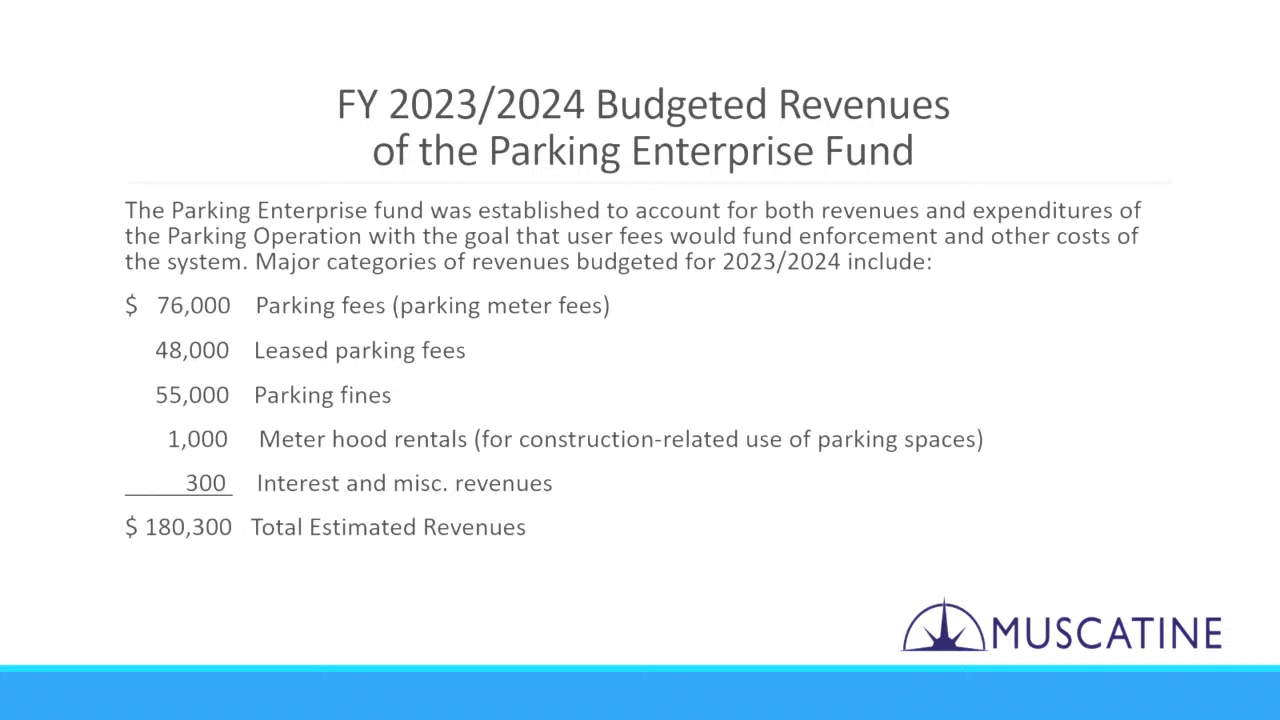 FY 2023/2024 Budgeted Revenues
of the Parking Enterprise Fund
The Parking Enterprise fund was established to account for both revenues and expenditures of
the Parking Operation with the goal that user fees would fund enforcement and other costs of
the system. Major categories of revenues budgeted for 2023/2024 include:
$ 76,000 Parking fees (parking meter fees)
48,000 Leased parking fees
55,000 Parking fines
1,000 Meter hood rentals (for construction-related use of parking spaces)
300 Interest and misc. revenues
$ 180,300 Total Estimated Revenues
MUSCATINE